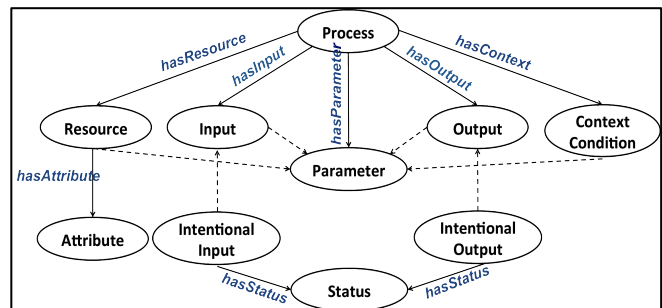 Process
hasResource
hasInput
hasParameter
hasOutput
hasContext
Resource
Input
Output
Context
Condition
Parameter
hasAttribute
Attribute
Intentional
Input
Intentional
Output
hasStatus
Status
hasStatus